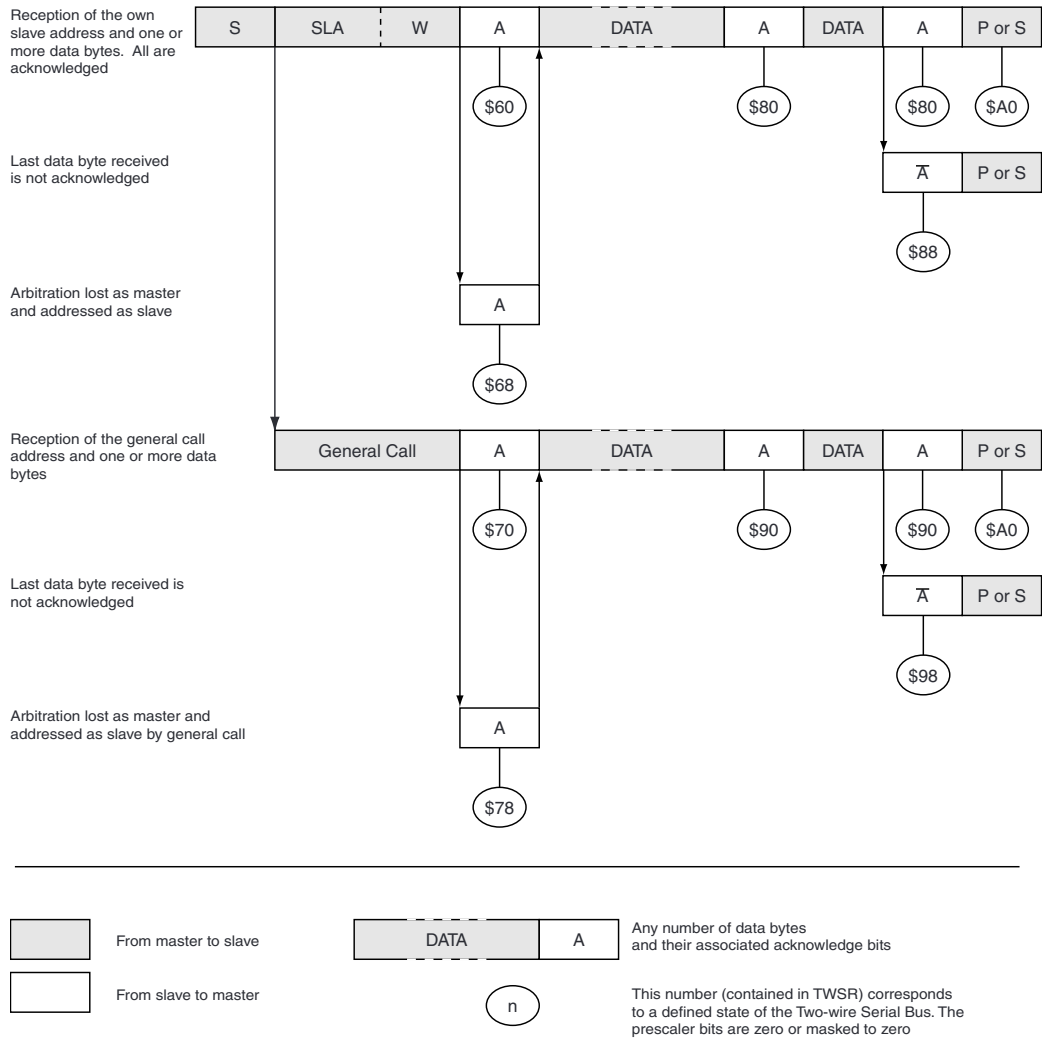 Reception of the own
slave address and one or
more data bytes. All are
acknowledged
S SLA W A DATA A DATA A P or S
$60 $80 $80 $A0
Last data byte received
is not acknowledged
A̅ P or S
$88
Arbitration lost as master
and addressed as slave
A
$68
Reception of the general call
address and one or more data
bytes
General Call A DATA A DATA A P or S
$70 $90 $90 $A0
Last data byte received is
not acknowledged
A̅ P or S
$98
Arbitration lost as master and
addressed as slave by general call
A
$78
From master to slave
DATA A
Any number of data bytes
and their associated acknowledge bits
From slave to master
n
This number (contained in TWSR) corresponds
to a defined state of the Two-wire Serial Bus. The
prescaler bits are zero or masked to zero